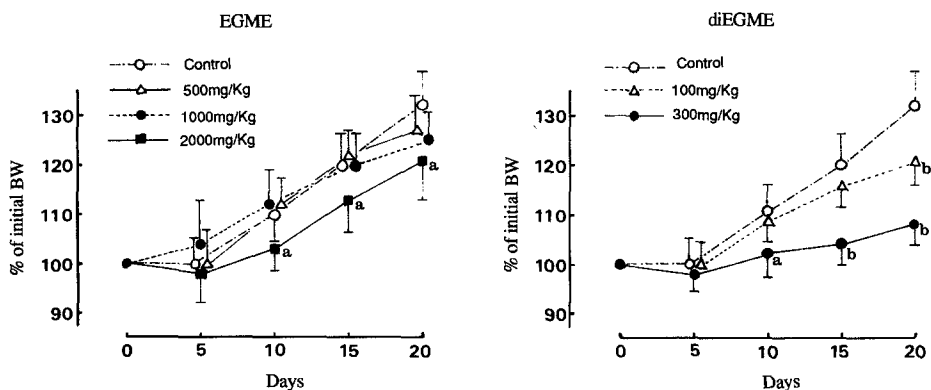 EGME
Control
500mg/Kg
1000mg/Kg
2000mg/Kg
% of initial BW
130
120
110
100
90
a
a
a
0 5 10 15 20
Days
diEGME
Control
100mg/Kg
300mg/Kg
% of initial BW
130
120
110
100
90
b
a
b
b
0 5 10 15 20
Days